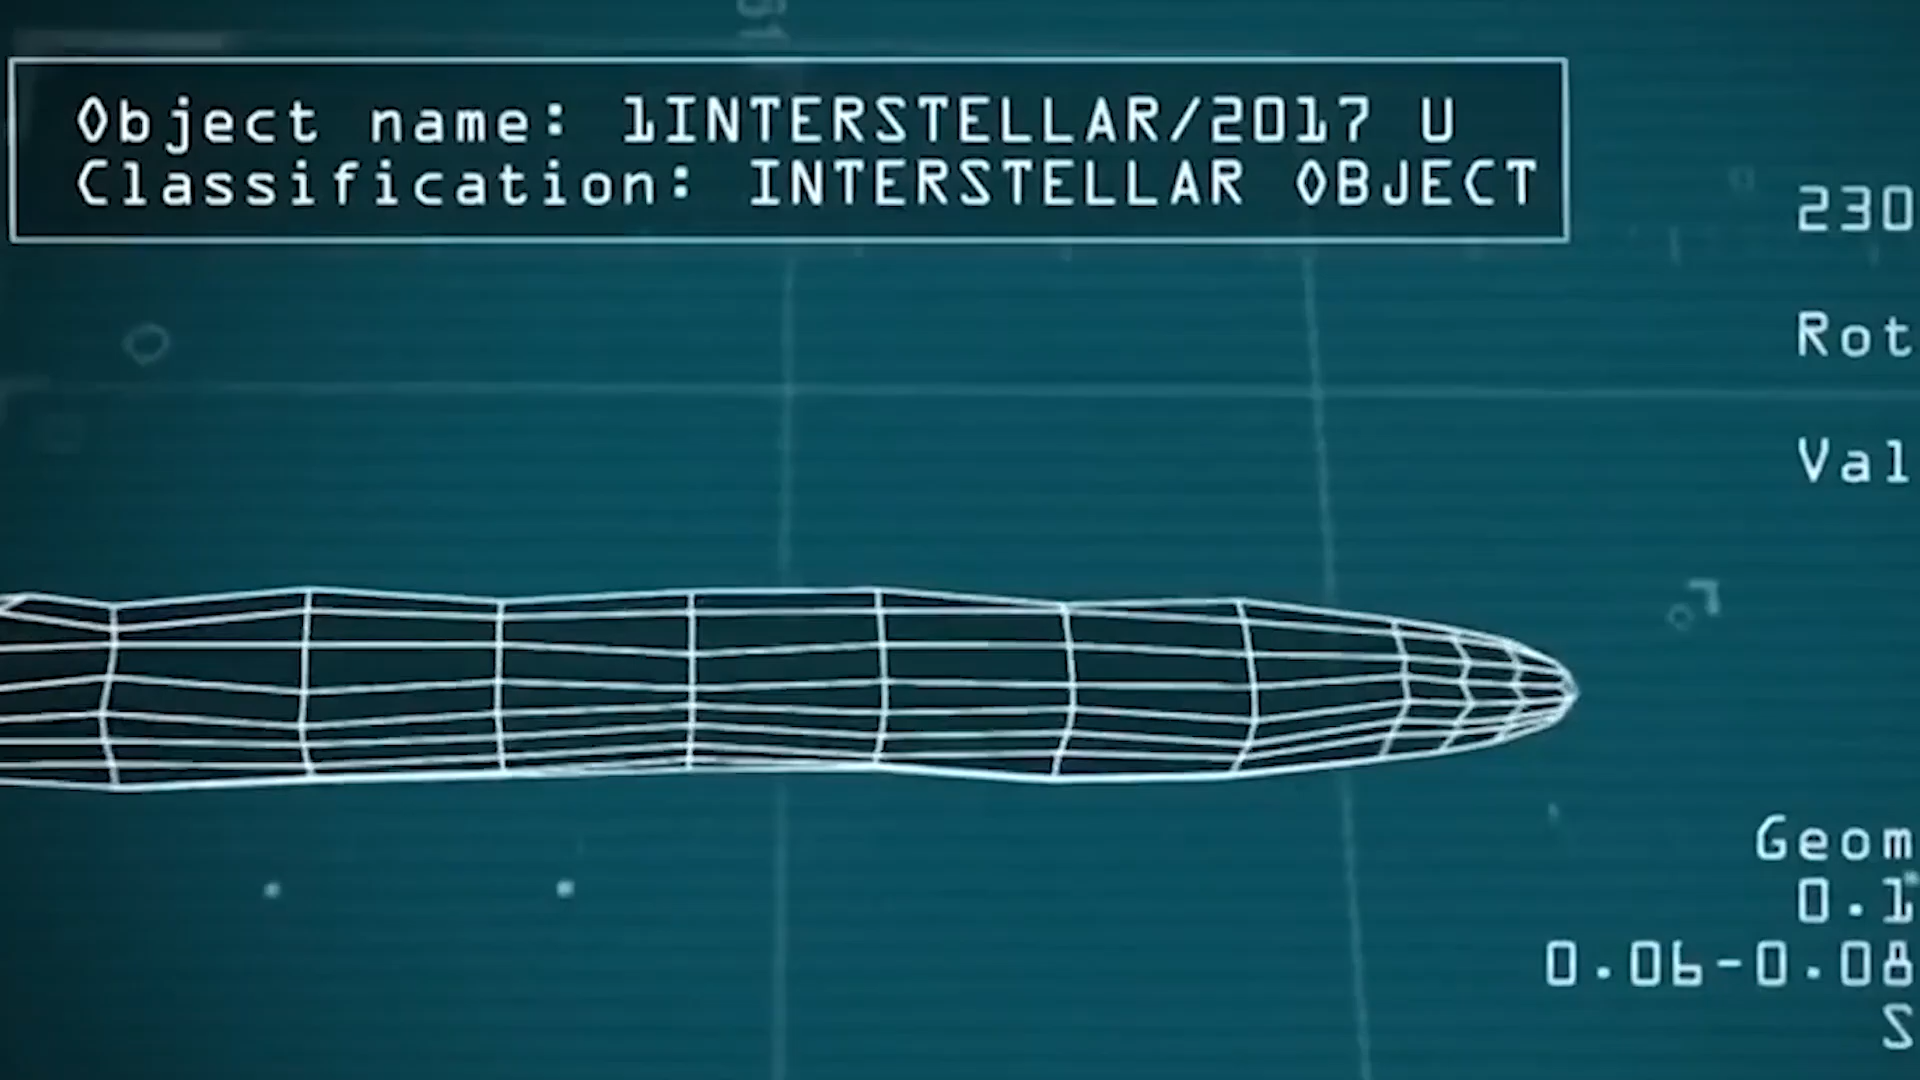 Object name: 1INTERSTELLAR/2017 U
Classification: INTERSTELLAR OBJECT
230
Rot
Val
Geom
0.1
0.06-0.08
S